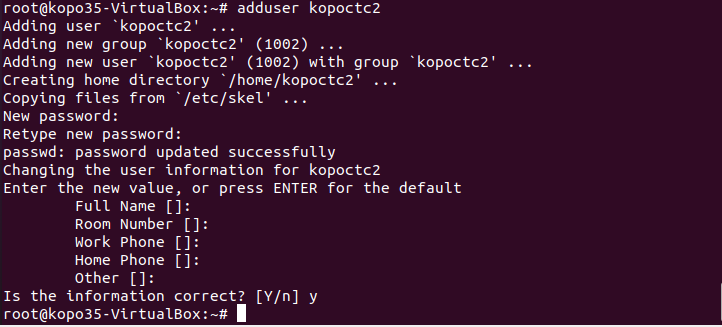 root@kopo35-VirtualBox:~# adduser kopoctc2
Adding user `kopoctc2' ...
Adding new group `kopoctc2' (1002) ...
Adding new user `kopoctc2' (1002) with group `kopoctc2' ...
Creating home directory `/home/kopoctc2' ...
Copying files from `/etc/skel' ...
New password:
Retype new password:
passwd: password updated successfully
Changing the user information for kopoctc2
Enter the new value, or press ENTER for the default
        Full Name []:
        Room Number []:
        Work Phone []:
        Home Phone []:
        Other []:
Is the information correct? [Y/n] y
root@kopo35-VirtualBox:~#